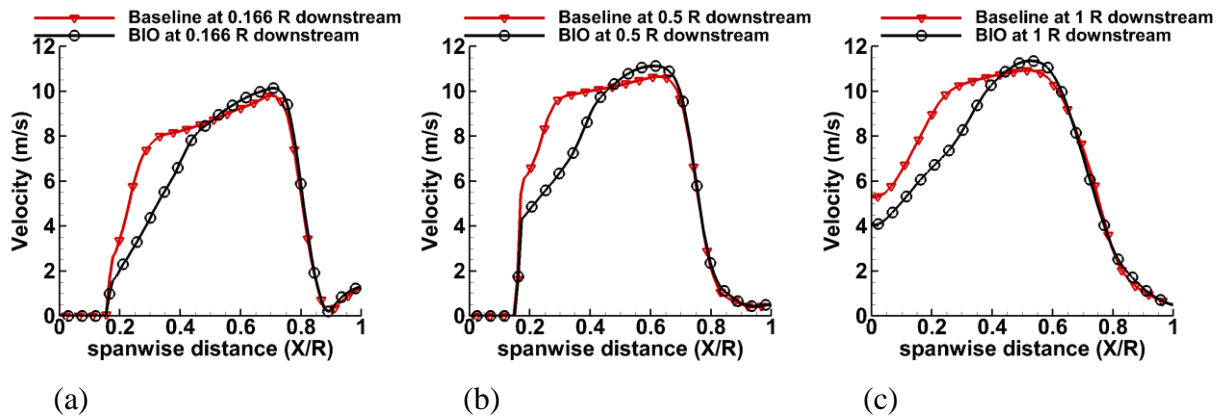 Baseline at 0.166 R downstream
BIO at 0.166 R downstream
12
10
8
6
4
2
0
Velocity (m/s)
0 0.2 0.4 0.6 0.8 1
spanwise distance (X/R)
(a)
Baseline at 0.5 R downstream
BIO at 0.5 R downstream
12
10
8
6
4
2
0
Velocity (m/s)
0 0.2 0.4 0.6 0.8 1
spanwise distance (X/R)
(b)
Baseline at 1 R downstream
BIO at 1 R downstream
12
10
8
6
4
2
0
Velocity (m/s)
0 0.2 0.4 0.6 0.8 1
spanwise distance (X/R)
(c)